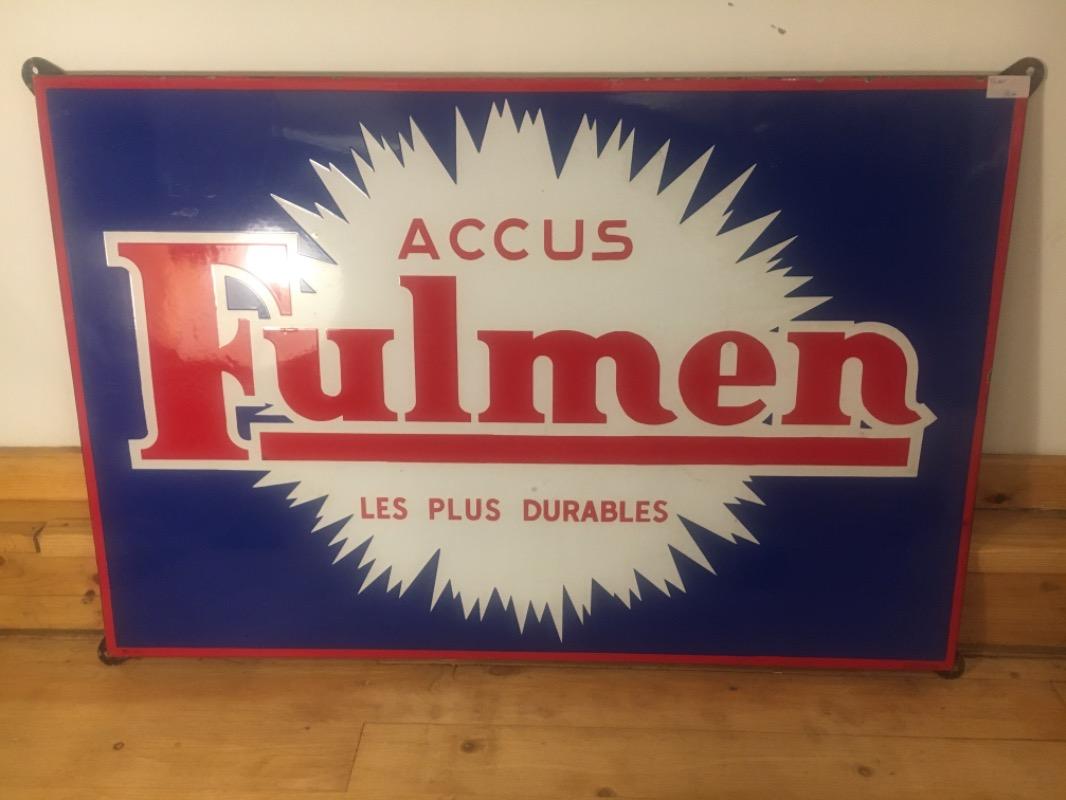 ACCUS
Fulmen
LES PLUS DURABLES